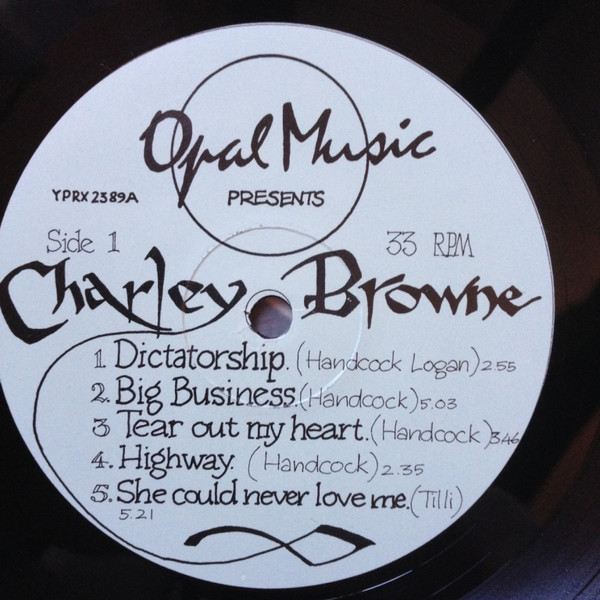 Opal Music
PRESENTS
YPRX2389A
Side 1
33 RPM
Charley Browne
1. Dictatorship. (Handcock Logan) 2.55
2. Big Business. (Handcock) 5.03
3 Tear out my heart. (Handcock) 3.46
4. Highway. (Handcock) 2.35
5. She could never love me. (Tilli)
5.21